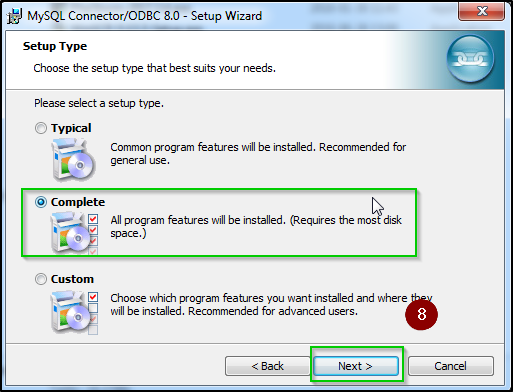 MySQL Connector/ODBC 8.0 - Setup Wizard
Setup Type
Choose the setup type that best suits your needs.
Please select a setup type.
Typical
Common program features will be installed. Recommended for
general use.
Complete
All program features will be installed. (Requires the most disk
space.)
Custom
Choose which program features you want installed and where they
will be installed. Recommended for advanced users.
8
< Back
Next >
Cancel